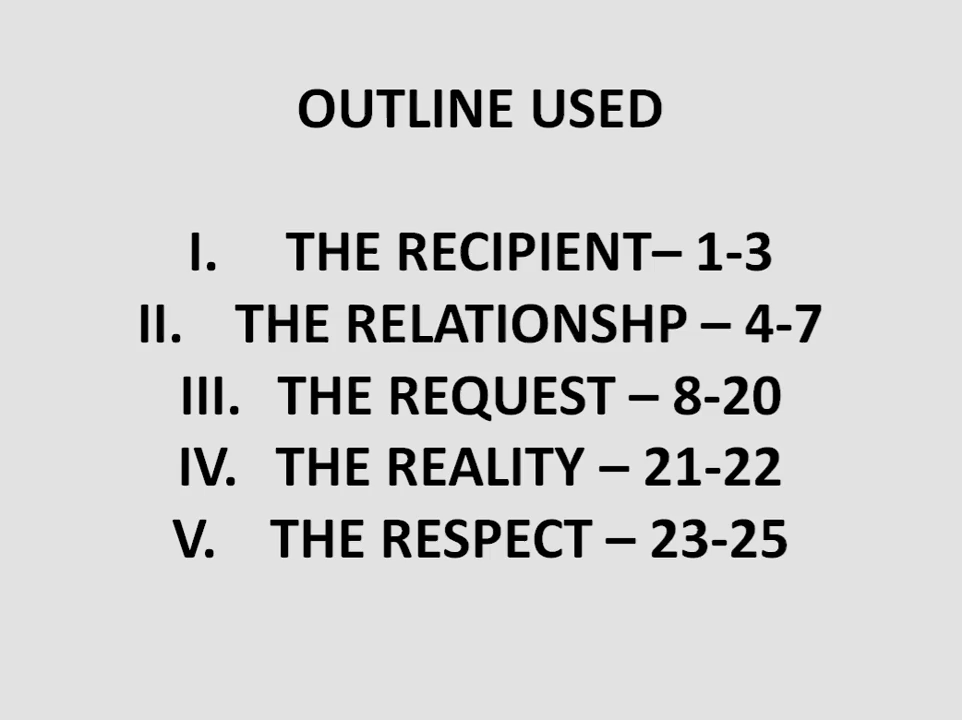 OUTLINE USED
I. THE RECIPIENT– 1-3
II. THE RELATIONSHP – 4-7
III. THE REQUEST – 8-20
IV. THE REALITY – 21-22
V. THE RESPECT – 23-25